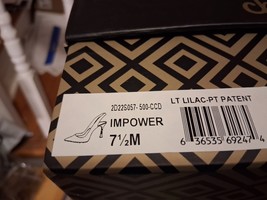 2D22S057- 500-CCD
LT LILAC-PT PATENT
IMPOWER
7½M
6 36535 69247 4